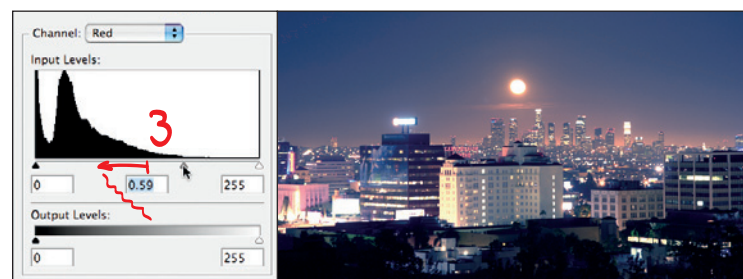 Channel: Red
Input Levels:
3
0 0.59 255
Output Levels:
0 255